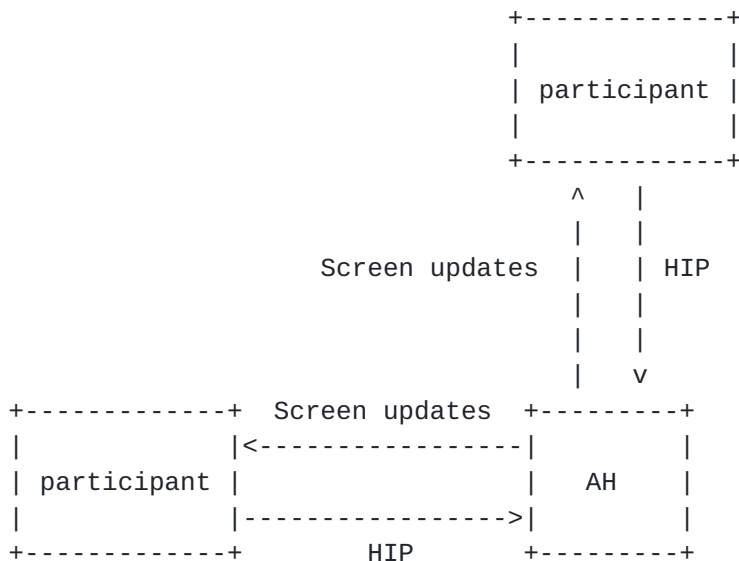 participant
Screen updates HIP
Screen updates
participant AH
HIP